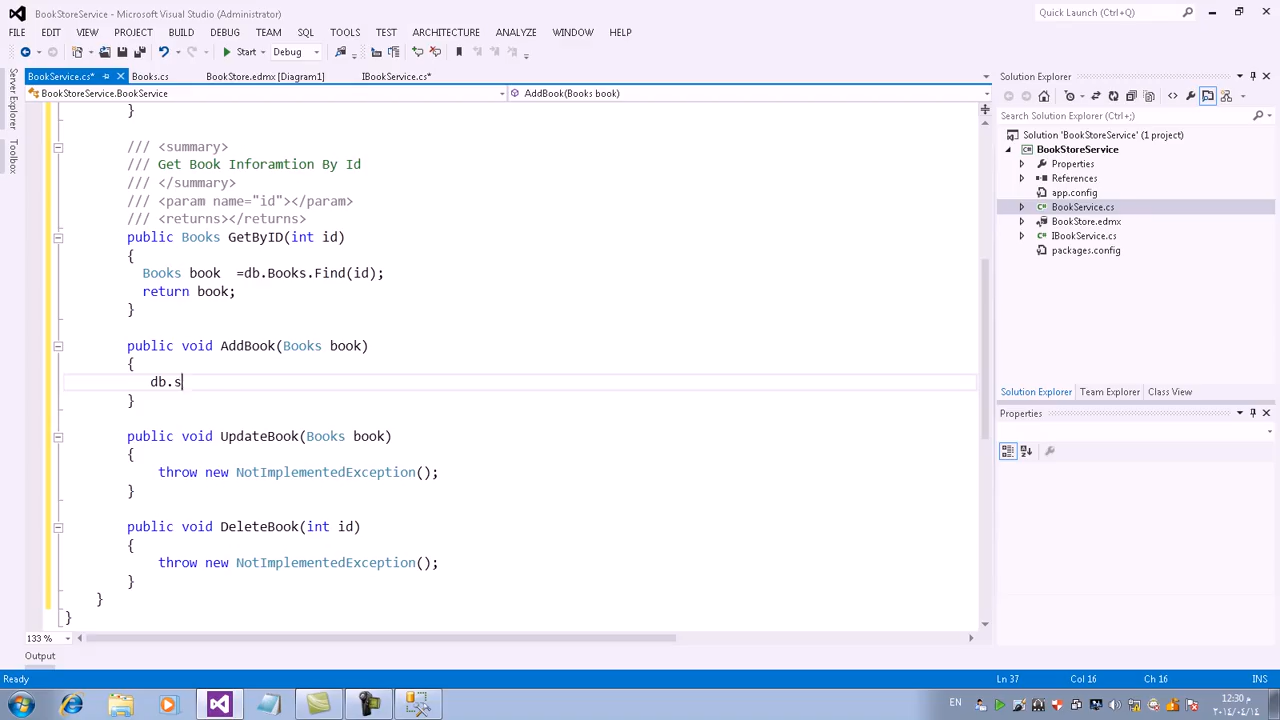 BookStoreService - Microsoft Visual Studio (Administrator)
Quick Launch (Ctrl+Q)
FILE EDIT VIEW PROJECT BUILD DEBUG TEAM SQL TOOLS TEST ARCHITECTURE ANALYZE WINDOW HELP
Start Debug
BookService.cs* Books.cs BookStore.edmx [Diagram1] IBookService.cs*
BookStoreService.BookService AddBook(Books book)
Server Explorer
Toolbox
}
/// <summary>
/// Get Book Inforamtion By Id
/// </summary>
/// <param name="id"></param>
/// <returns></returns>
public Books GetByID(int id)
{
Books book  =db.Books.Find(id);
return book;
}
public void AddBook(Books book)
{
db.s
}
public void UpdateBook(Books book)
{
throw new NotImplementedException();
}
public void DeleteBook(int id)
{
throw new NotImplementedException();
}
}
}
133 %
Output
Solution Explorer
Search Solution Explorer (Ctrl+;)
Solution 'BookStoreService' (1 project)
BookStoreService
Properties
References
app.config
BookService.cs
BookStore.edmx
IBookService.cs
packages.config
Solution Explorer Team Explorer Class View
Properties
Ready Ln 37 Col 16 Ch 16 INS
EN
12:30 م
٢٠١٤/٠٤/١٤